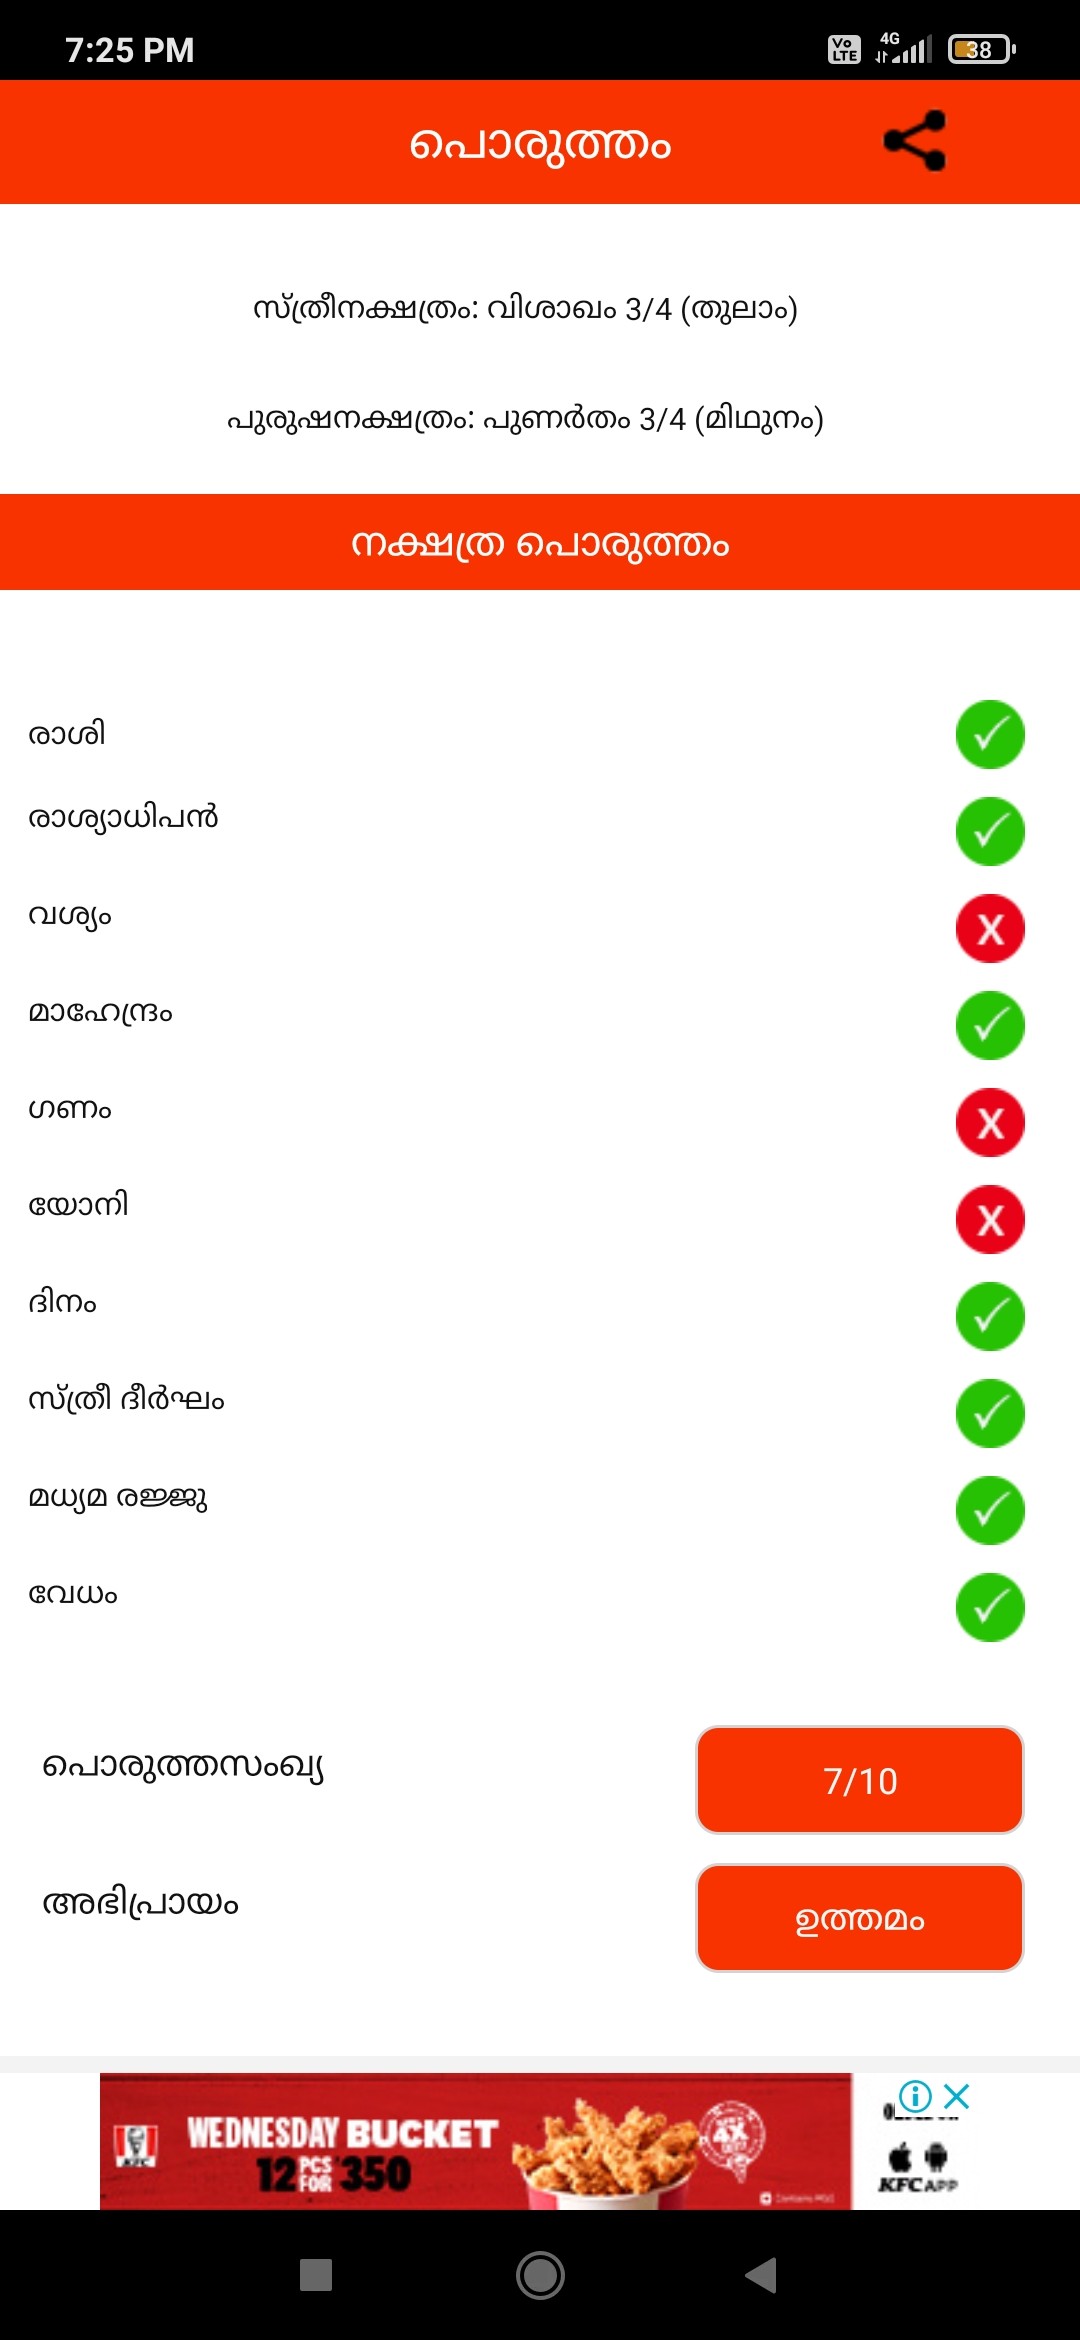 7:25 PM
Vo LTE
4G
38
പൊരുത്തം
സ്ത്രീനക്ഷത്രം: വിശാഖം 3/4 (തുലാം)
പുരുഷനക്ഷത്രം: പുണർതം 3/4 (മിഥുനം)
നക്ഷത്ര പൊരുത്തം
രാശി
രാശ്യാധിപൻ
വശ്യം
X
മാഹേന്ദ്രം
ഗണം
X
യോനി
X
ദിനം
സ്ത്രീ ദീർഘം
മധ്യമ രജ്ജു
വേധം
പൊരുത്തസംഖ്യ
7/10
അഭിപ്രായം
ഉത്തമം
WEDNESDAY BUCKET
12 PCS FOR 350
KFC
4X
Contains MSG
KFC APP